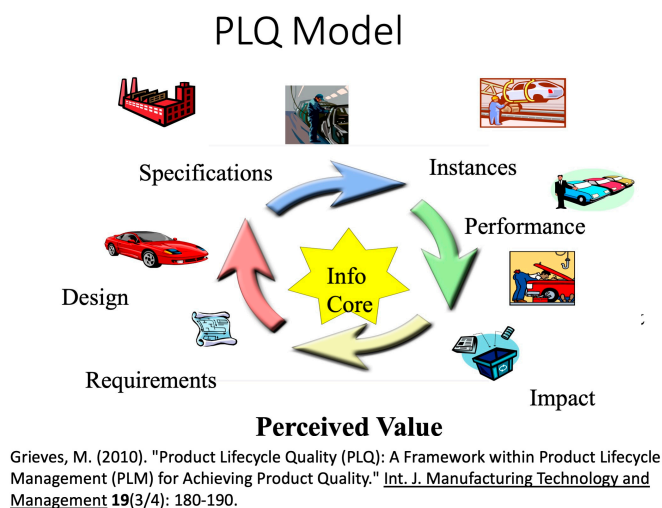 PLQ Model
Specifications
Instances
Performance
Info
Core
Design
Requirements
Impact
Perceived Value
Grieves, M. (2010). "Product Lifecycle Quality (PLQ): A Framework within Product Lifecycle
Management (PLM) for Achieving Product Quality." Int. J. Manufacturing Technology and
Management 19(3/4): 180-190.